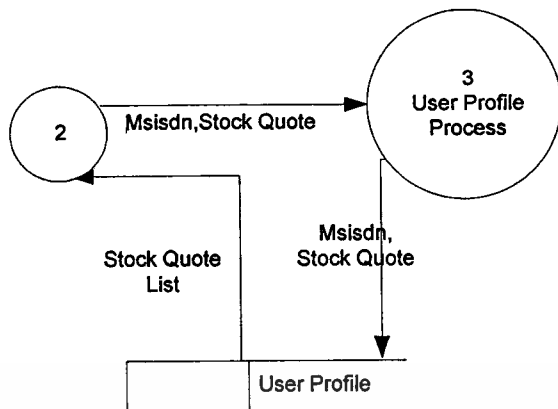 3
User Profile
Process
2
Msisdn,Stock Quote
Msisdn,
Stock Quote
Stock Quote
List
User Profile